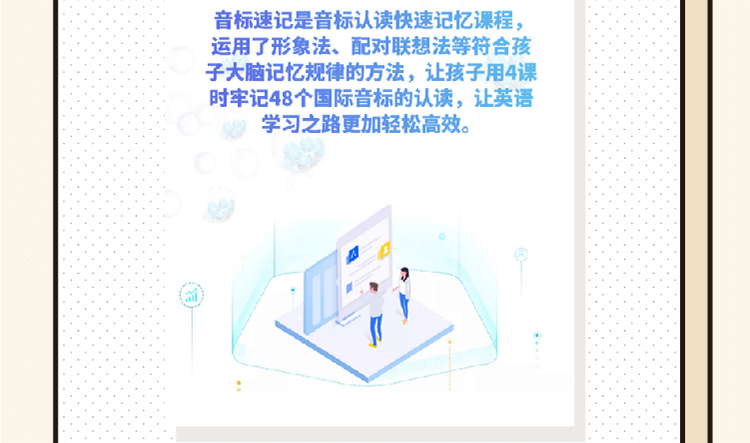 音标速记是音标认读快速记忆课程，
运用了形象法、配对联想法等符合孩
子大脑记忆规律的方法，让孩子用4课
时牢记48个国际音标的认读，让英语
学习之路更加轻松高效。